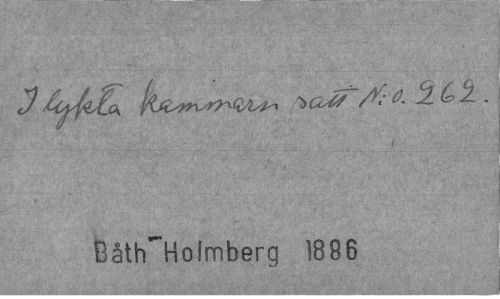 I lykta kammarn satt N:o. 262.
Båth-Holmberg 1886